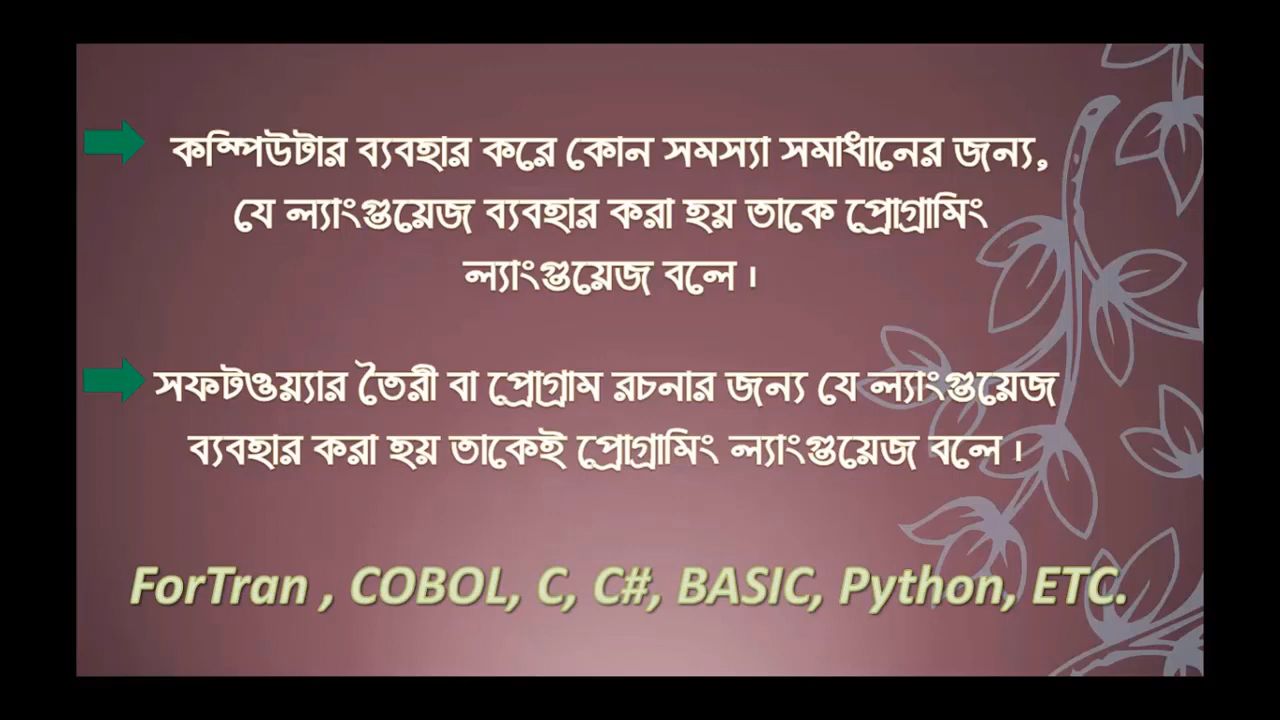 কম্পিউটার ব্যবহার করে কোন সমস্যা সমাধানের জন্য,
যে ল্যাংগুয়েজ ব্যবহার করা হয় তাকে প্রোগ্রামিং
ল্যাংগুয়েজ বলে ।
সফটওয়্যার তৈরী বা প্রোগ্রাম রচনার জন্য যে ল্যাংগুয়েজ
ব্যবহার করা হয় তাকেই প্রোগ্রামিং ল্যাংগুয়েজ বলে ।
ForTran , COBOL, C, C#, BASIC, Python, ETC.